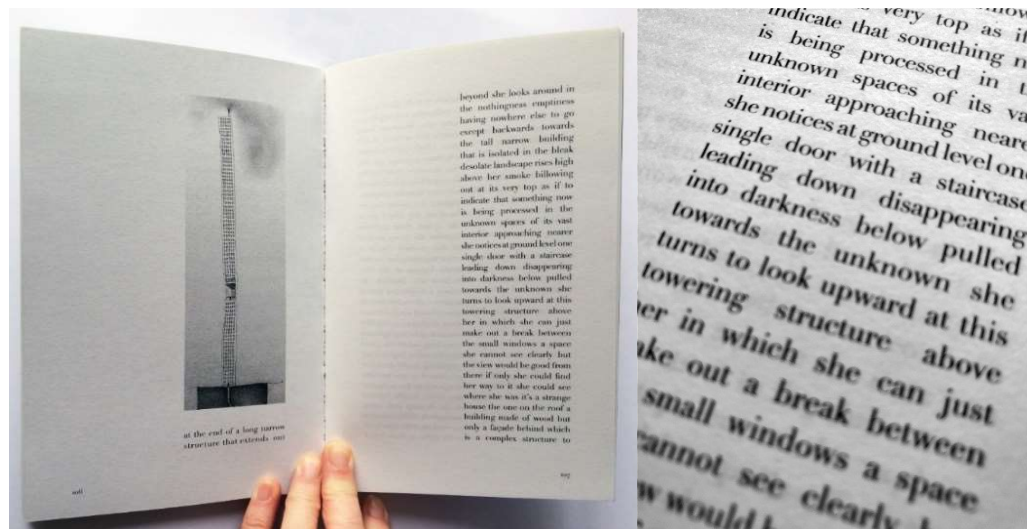 at the end of a long narrow
structure that extends out
beyond she looks around in
the nothingness emptiness
having nowhere else to go
except backwards towards
the tall narrow building
that is isolated in the bleak
desolate landscape rises high
above her smoke billowing
out at its very top as if to
indicate that something now
is being processed in the
unknown spaces of its vast
interior approaching nearer
she notices at ground level one
single door with a staircase
leading down disappearing
into darkness below pulled
towards the unknown she
turns to look upward at this
towering structure above
her in which she can just
make out a break between
the small windows a space
she cannot see clearly but
the view would be good from
there if only she could find
her way to it she could see
where she was it's a strange
house the one on the roof a
building made of wood but
only a façade behind which
is a complex structure to
very top as if
indicate that something n
is being processed in t
unknown spaces of its va
interior approaching neare
she notices at ground level one
single door with a staircase
leading down disappearing
into darkness below pulled
towards the unknown she
turns to look upward at this
towering structure above
er in which she can just
ake out a break between
small windows a space
annot see clearly
w would b